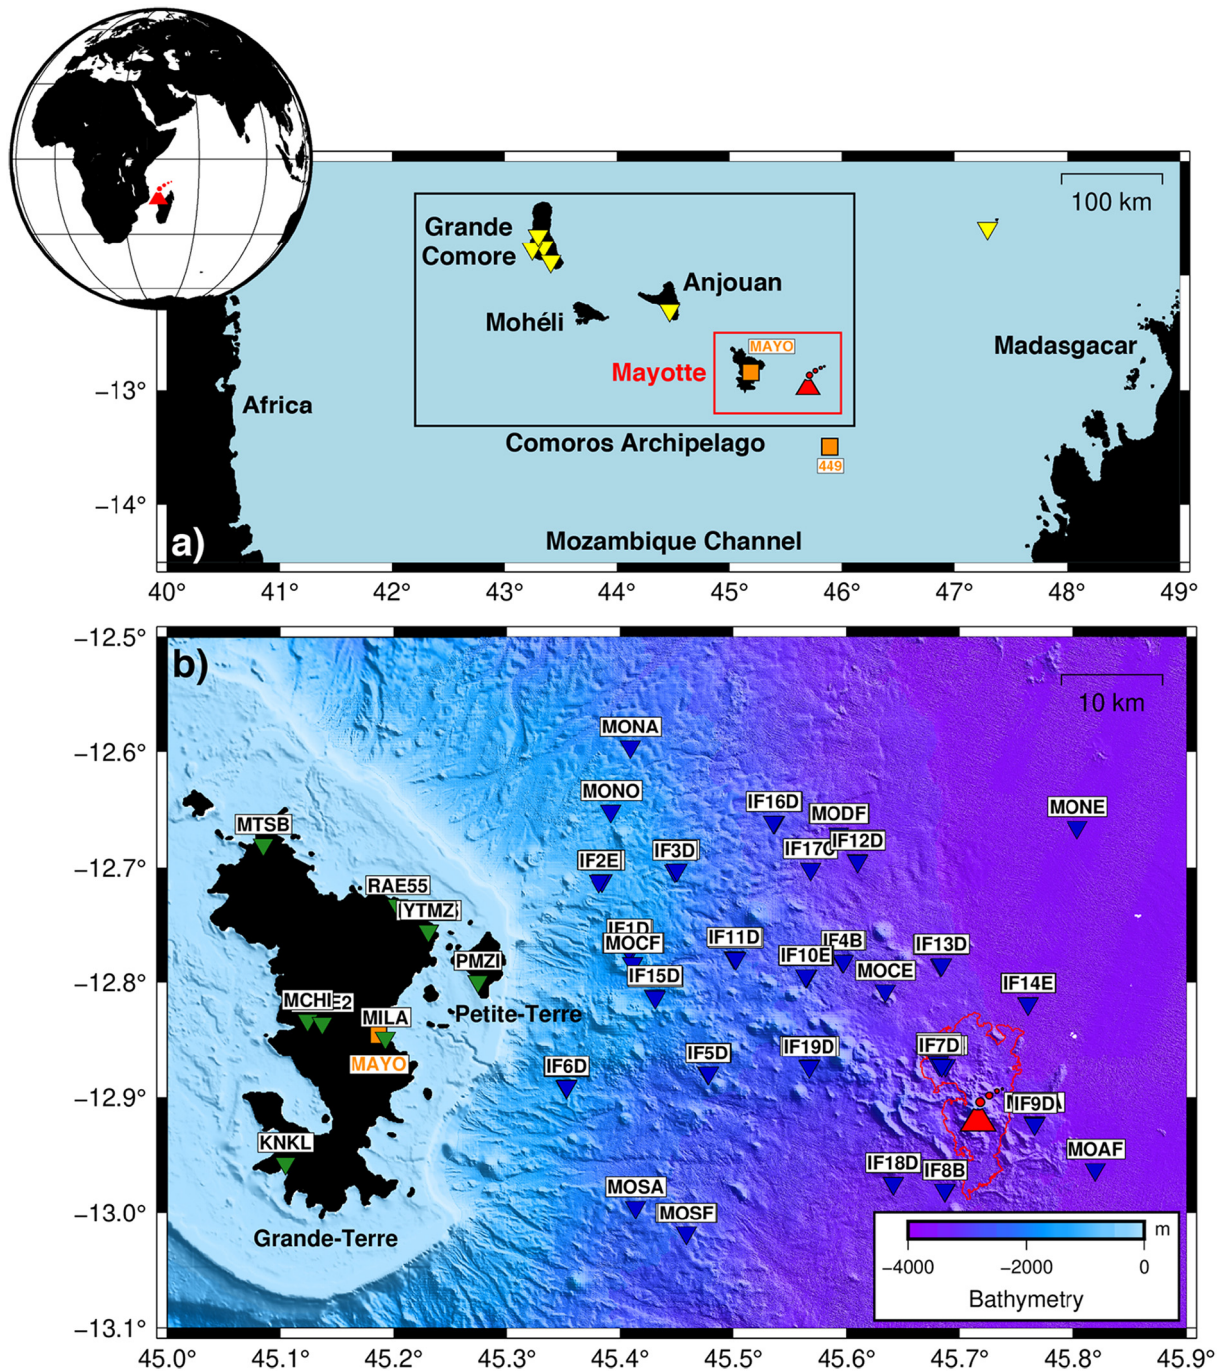 100 km
Grande
Comore
Anjouan
Mohéli
MAYO
Mayotte
Madasgacar
Africa
−13°
Comoros Archipelago
449
−14°
Mozambique Channel
a)
40° 41° 42° 43° 44° 45° 46° 47° 48° 49°
−12.5°
b)
10 km
MONA
−12.6°
MONO
IF16D
MODF
MONE
MTSB
IF12D
IF3D
IF2E
−12.7°
RAE55
YTMZ
IF1D
MOCF
IF11D
IF4B
IF13D
IF10E
PMZI
MOCE
IF15D
−12.8°
IF14E
MCHI
MILA
Petite-Terre
IF19D
IF7D
IF5D
MAYO
IF6D
−12.9°
IF9D
KNKL
MOAF
IF18D
IF8B
MOSA
−13.0°
MOSF
Grande-Terre
m
−4000 −2000 0
Bathymetry
−13.1°
45.0° 45.1° 45.2° 45.3° 45.4° 45.5° 45.6° 45.7° 45.8° 45.9°